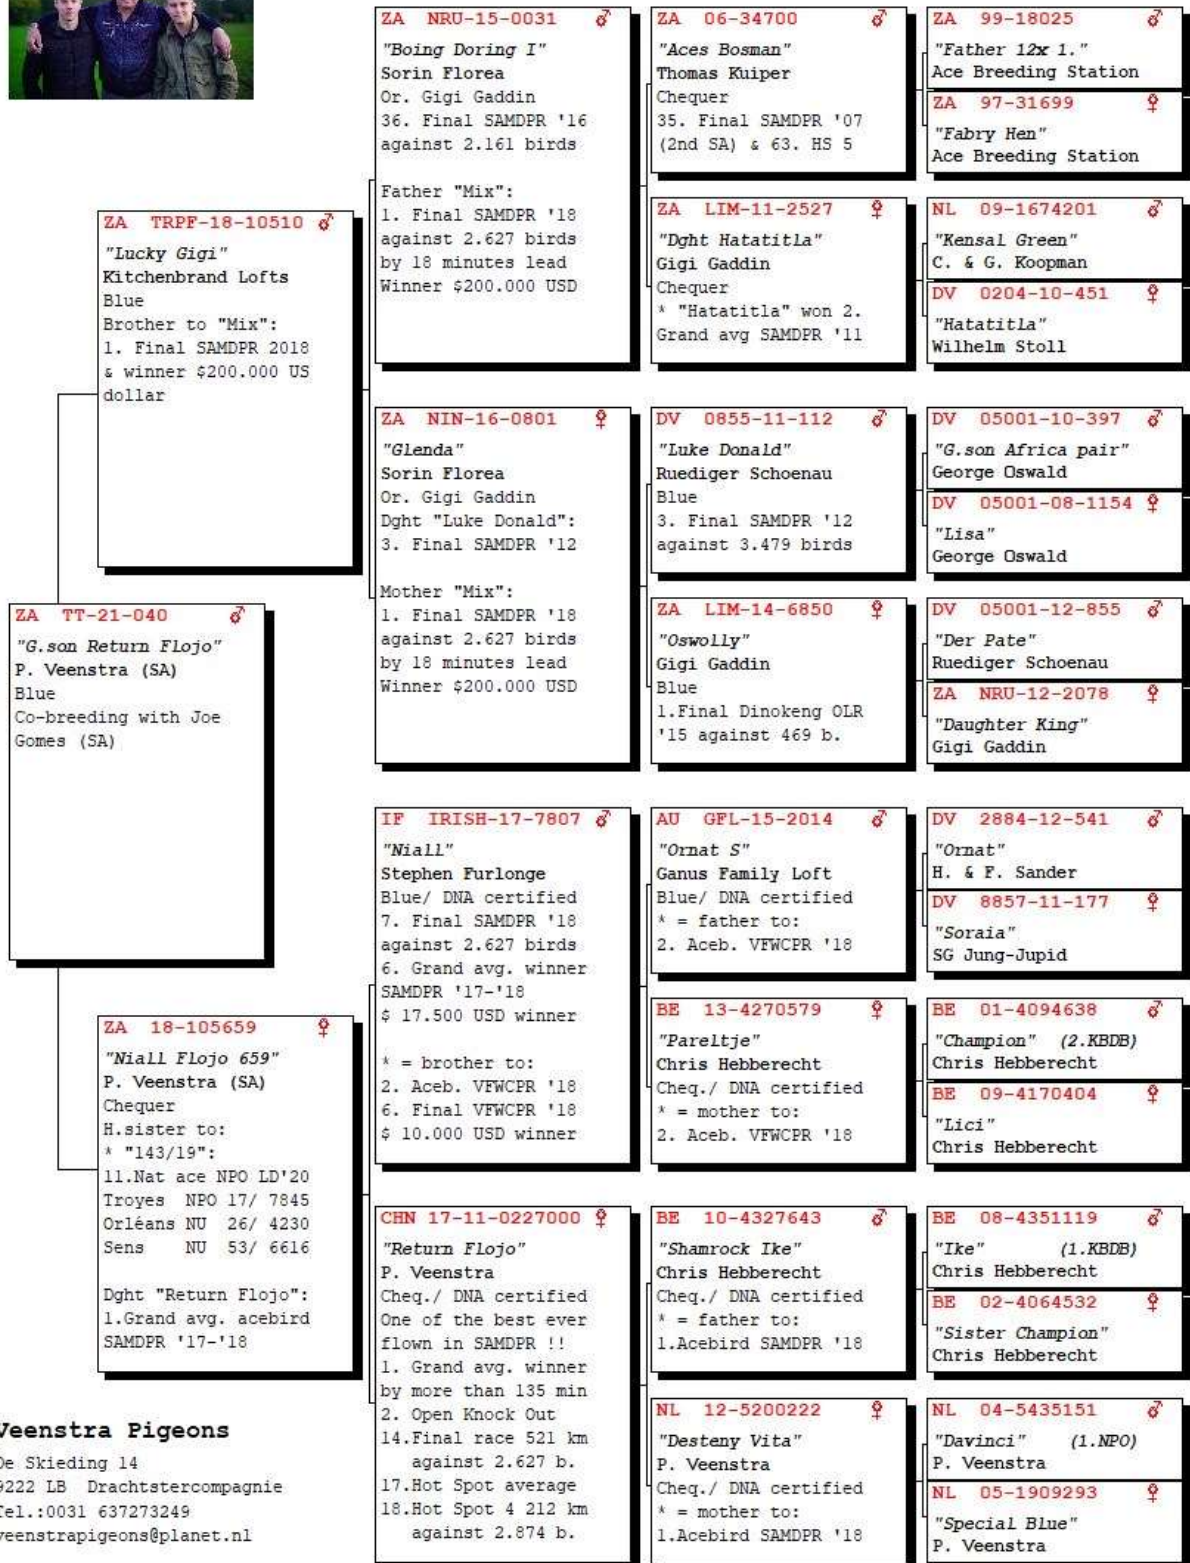 ZA TT-21-040 ♂
"G.son Return Flojo"
P. Veenstra (SA)
Blue
Co-breeding with Joe
Gomes (SA)
ZA TRPF-18-10510 ♂
"Lucky Gigi"
Kitchenbrand Lofts
Blue
Brother to "Mix":
1. Final SAMDPR 2018
& winner $200.000 US
dollar
ZA 18-105659 ♀
"Niall Flojo 659"
P. Veenstra (SA)
Chequer
H.sister to:
* "143/19":
11.Nat ace NPO LD'20
Troyes NPO 17/ 7845
Orléans NU 26/ 4230
Sens NU 53/ 6616
Dght "Return Flojo":
1.Grand avg. acebird
SAMDPR '17-'18
ZA NRU-15-0031 ♂
"Boing Doring I"
Sorin Florea
Or. Gigi Gaddin
36. Final SAMDPR '16
against 2.161 birds
Father "Mix":
1. Final SAMDPR '18
against 2.627 birds
by 18 minutes lead
Winner $200.000 USD
ZA NIN-16-0801 ♀
"Glenda"
Sorin Florea
Or. Gigi Gaddin
Dght "Luke Donald":
3. Final SAMDPR '12
Mother "Mix":
1. Final SAMDPR '18
against 2.627 birds
by 18 minutes lead
Winner $200.000 USD
IF IRISH-17-7807 ♂
"Niall"
Stephen Furlonge
Blue/ DNA certified
7. Final SAMDPR '18
against 2.627 birds
6. Grand avg. winner
SAMDPR '17-'18
$ 17.500 USD winner
* = brother to:
2. Aceb. VFWCPR '18
6. Final VFWCPR '18
$ 10.000 USD winner
CHN 17-11-0227000 ♀
"Return Flojo"
P. Veenstra
Cheq./ DNA certified
One of the best ever
flown in SAMDPR !!
1. Grand avg. winner
by more than 135 min
2. Open Knock Out
14.Final race 521 km
against 2.627 b.
17.Hot Spot average
18.Hot Spot 4 212 km
against 2.874 b.
ZA 06-34700 ♂
"Aces Bosman"
Thomas Kuiper
Chequer
35. Final SAMDPR '07
(2nd SA) & 63. HS 5
ZA LIM-11-2527 ♀
"Dght Hatatitla"
Gigi Gaddin
Chequer
* "Hatatitla" won 2.
Grand avg SAMDPR '11
DV 0855-11-112 ♂
"Luke Donald"
Ruediger Schoenau
Blue
3. Final SAMDPR '12
against 3.479 birds
ZA LIM-14-6850 ♀
"Oswolly"
Gigi Gaddin
Blue
1.Final Dinokeng OLR
'15 against 469 b.
AU GFL-15-2014 ♂
"Ornat S"
Ganus Family Loft
Blue/ DNA certified
* = father to:
2. Aceb. VFWCPR '18
BE 13-4270579 ♀
"Pareltje"
Chris Hebberecht
Cheq./ DNA certified
* = mother to:
2. Aceb. VFWCPR '18
BE 10-4327643 ♂
"Shamrock Ike"
Chris Hebberecht
Cheq./ DNA certified
* = father to:
1.Acebird SAMDPR '18
NL 12-5200222 ♀
"Desteny Vita"
P. Veenstra
Cheq./ DNA certified
* = mother to:
1.Acebird SAMDPR '18
ZA 99-18025 ♂
"Father 12x 1."
Ace Breeding Station
ZA 97-31699 ♀
"Fabry Hen"
Ace Breeding Station
NL 09-1674201 ♂
"Kensal Green"
C. & G. Koopman
DV 0204-10-451 ♀
"Hatatitla"
Wilhelm Stoll
DV 05001-10-397 ♂
"G.son Africa pair"
George Oswald
DV 05001-08-1154 ♀
"Lisa"
George Oswald
DV 05001-12-855 ♂
"Der Pate"
Ruediger Schoenau
ZA NRU-12-2078 ♀
"Daughter King"
Gigi Gaddin
DV 2884-12-541 ♂
"Ornat"
H. & F. Sander
DV 8857-11-177 ♀
"Soraia"
SG Jung-Jupid
BE 01-4094638 ♂
"Champion" (2.KBDB)
Chris Hebberecht
BE 09-4170404 ♀
"Lici"
Chris Hebberecht
BE 08-4351119 ♂
"Ike" (1.KBDB)
Chris Hebberecht
BE 02-4064532 ♀
"Sister Champion"
Chris Hebberecht
NL 04-5435151 ♂
"Davinci" (1.NPO)
P. Veenstra
NL 05-1909293 ♀
"Special Blue"
P. Veenstra
Veenstra Pigeons
De Skieding 14
9222 LB Drachtstercompagnie
Tel.:0031 637273249
veenstrapigeons@planet.nl